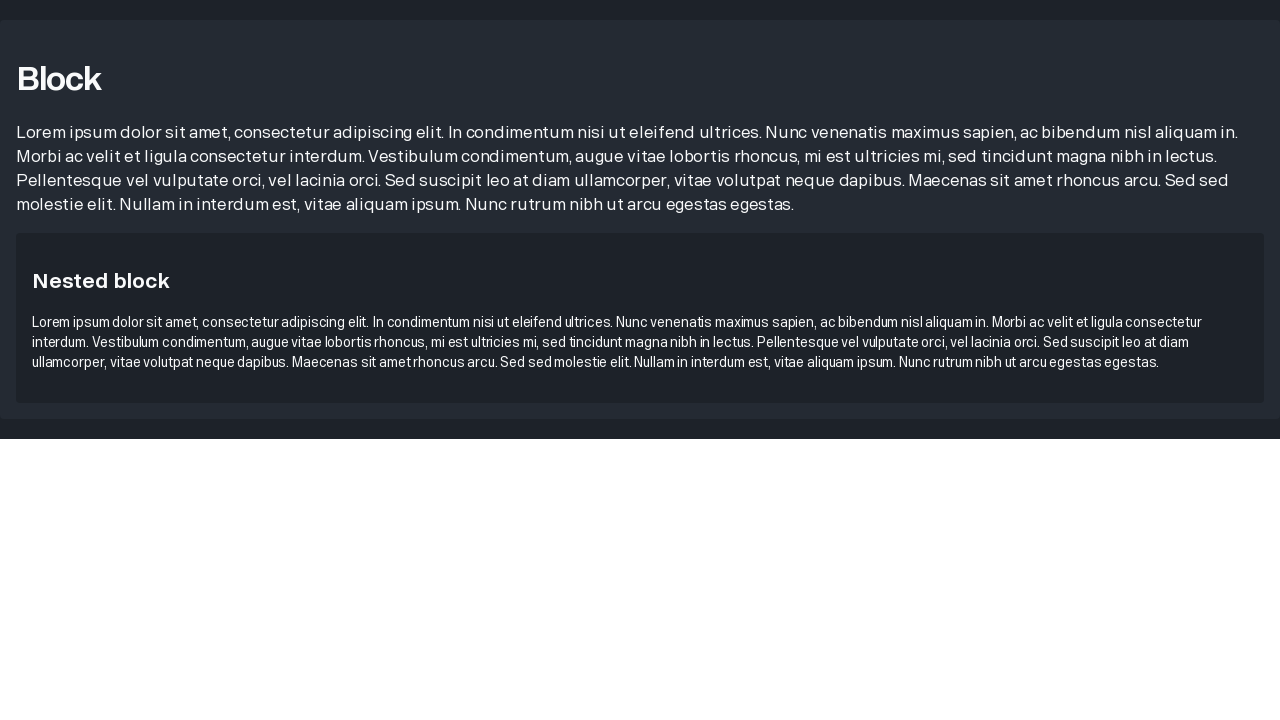 Block
Lorem ipsum dolor sit amet, consectetur adipiscing elit. In condimentum nisi ut eleifend ultrices. Nunc venenatis maximus sapien, ac bibendum nisl aliquam in.
Morbi ac velit et ligula consectetur interdum. Vestibulum condimentum, augue vitae lobortis rhoncus, mi est ultricies mi, sed tincidunt magna nibh in lectus.
Pellentesque vel vulputate orci, vel lacinia orci. Sed suscipit leo at diam ullamcorper, vitae volutpat neque dapibus. Maecenas sit amet rhoncus arcu. Sed sed
molestie elit. Nullam in interdum est, vitae aliquam ipsum. Nunc rutrum nibh ut arcu egestas egestas.
Nested block
Lorem ipsum dolor sit amet, consectetur adipiscing elit. In condimentum nisi ut eleifend ultrices. Nunc venenatis maximus sapien, ac bibendum nisl aliquam in. Morbi ac velit et ligula consectetur
interdum. Vestibulum condimentum, augue vitae lobortis rhoncus, mi est ultricies mi, sed tincidunt magna nibh in lectus. Pellentesque vel vulputate orci, vel lacinia orci. Sed suscipit leo at diam
ullamcorper, vitae volutpat neque dapibus. Maecenas sit amet rhoncus arcu. Sed sed molestie elit. Nullam in interdum est, vitae aliquam ipsum. Nunc rutrum nibh ut arcu egestas egestas.